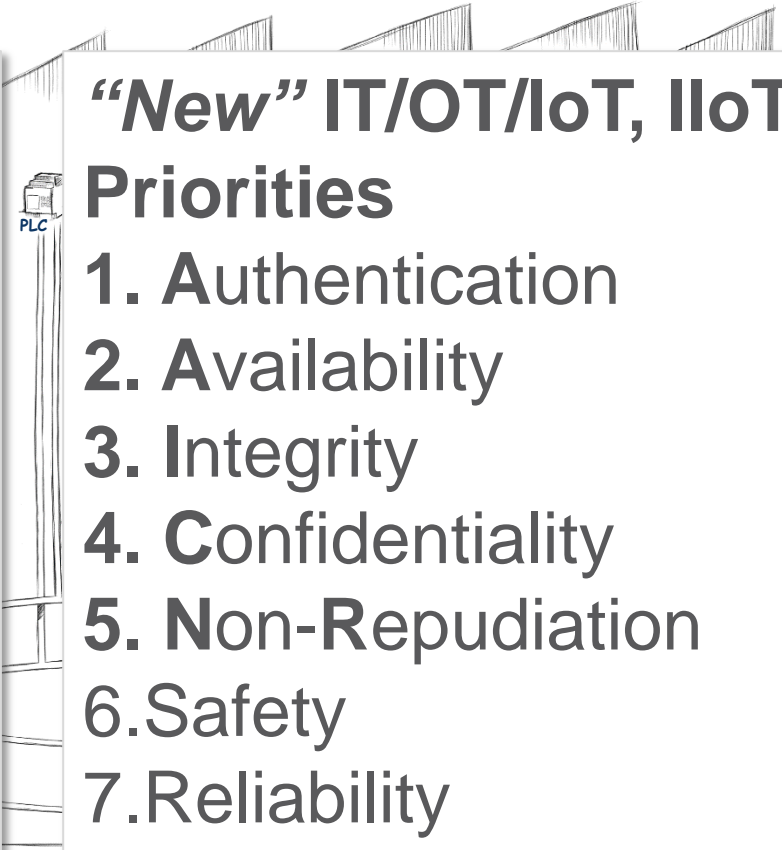 “New” IT/OT/IoT, IIoT
Priorities
PLC
1. Authentication
2. Availability
3. Integrity
4. Confidentiality
5. Non-Repudiation
6.Safety
7.Reliability